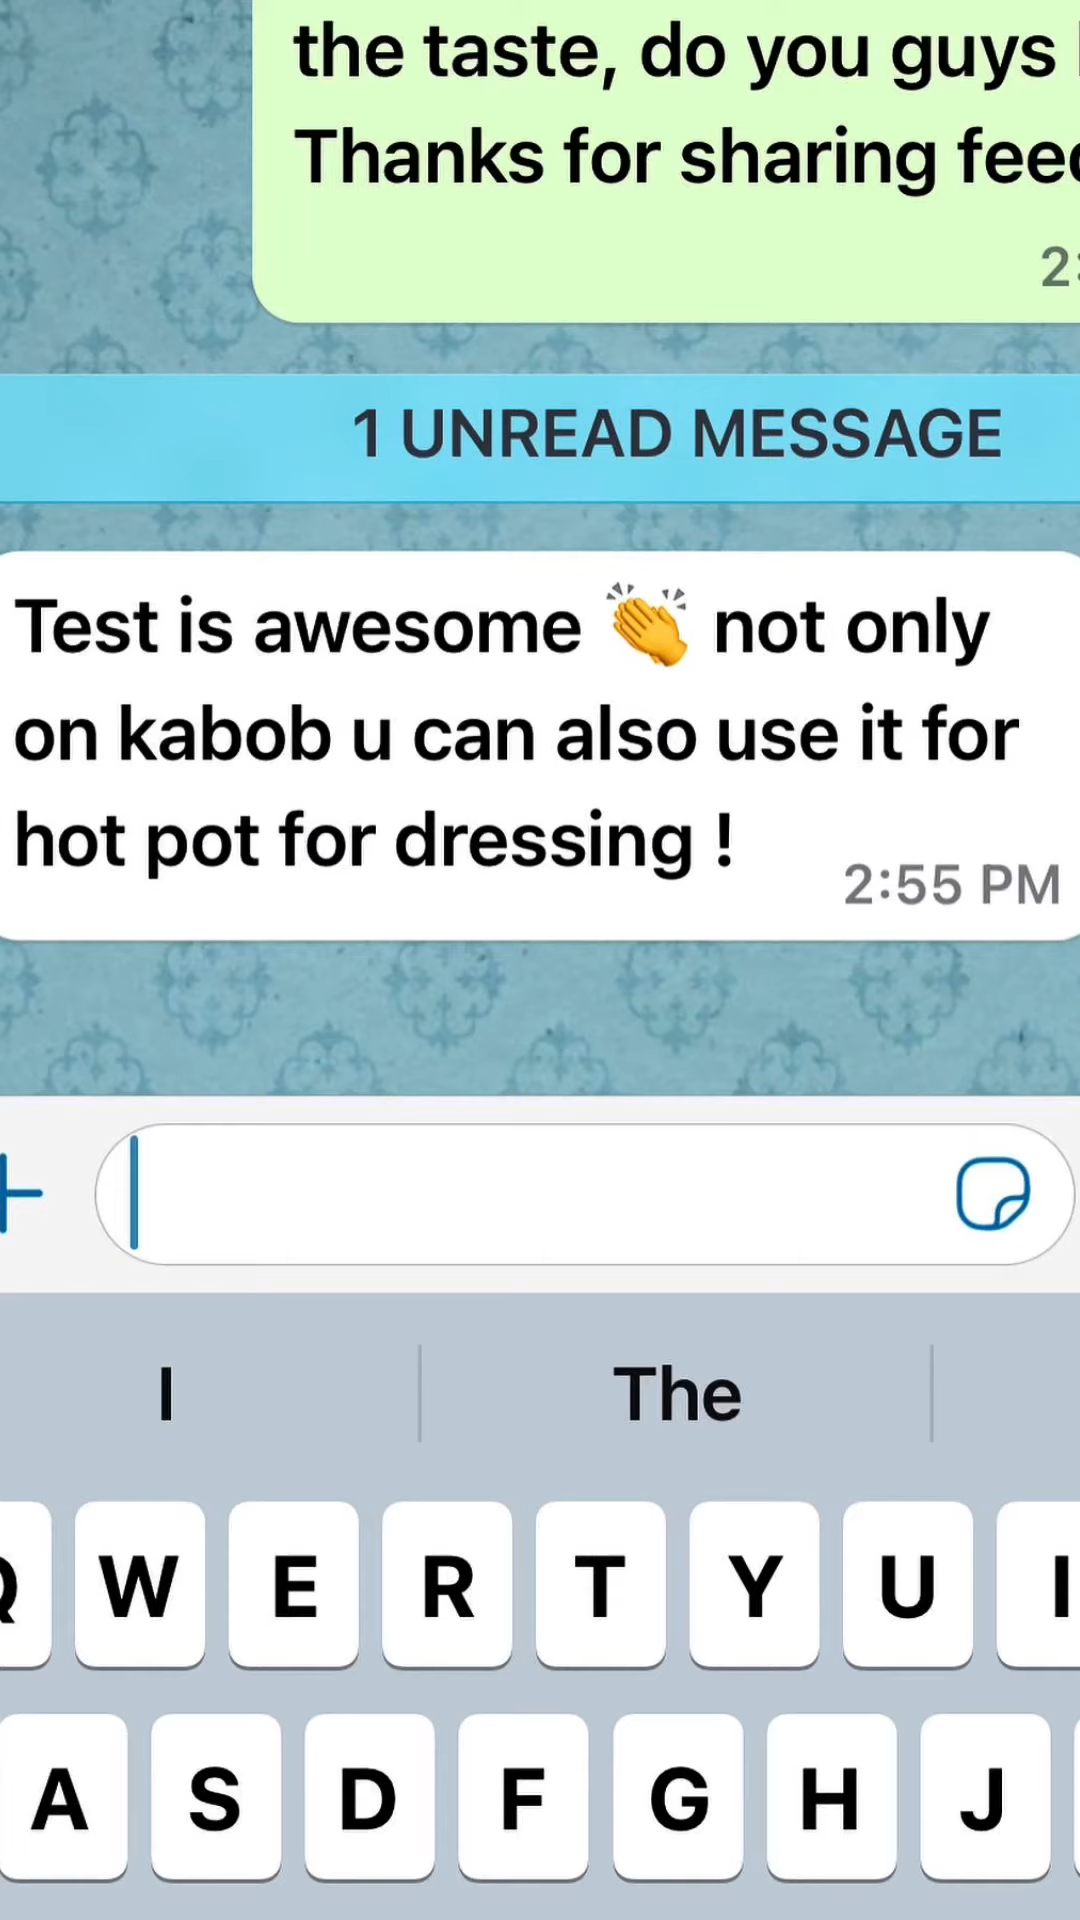 the taste, do you guys
Thanks for sharing
1 UNREAD MESSAGE
Test is awesome 👏 not only
on kabob u can also use it for
hot pot for dressing !
2:55 PM
I
The
W E R T Y U I
A S D F G H J